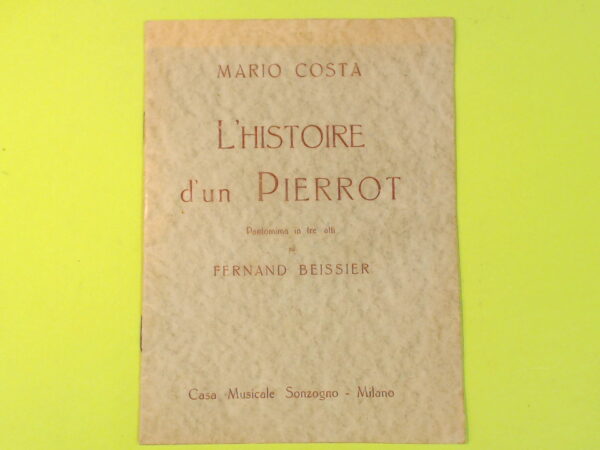 MARIO COSTA
L'HISTOIRE
d'un PIERROT
Pantomima in tre atti
di
FERNAND BEISSIER
Casa Musicale Sonzogno - Milano